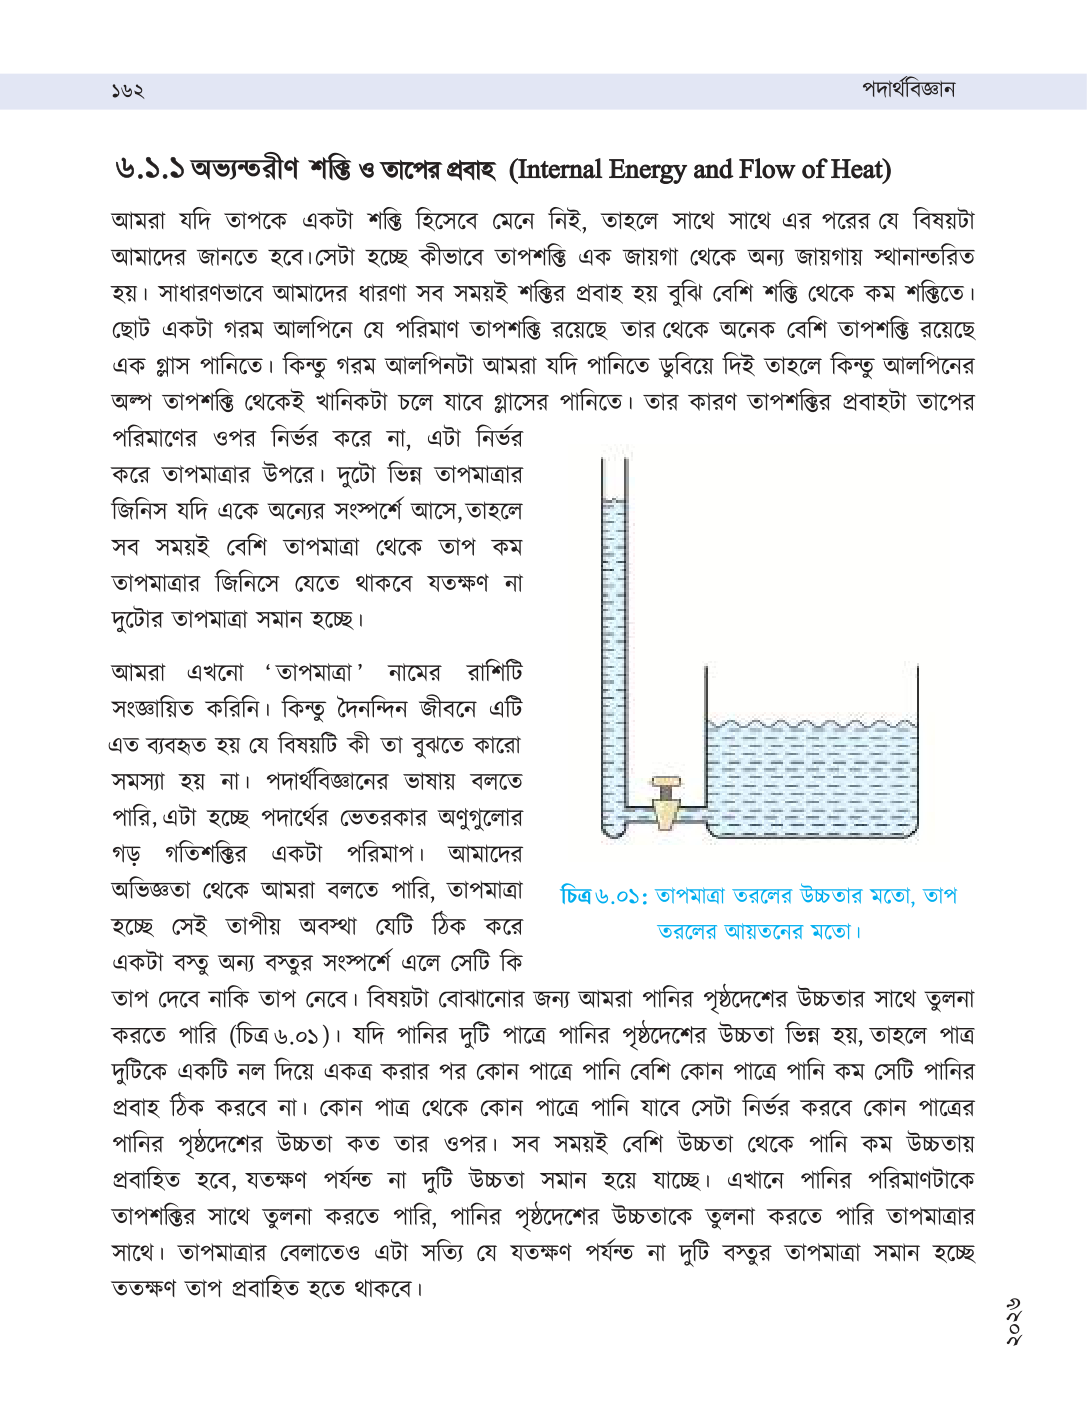 ১৬২
পদার্থবিজ্ঞান
৬.১.১ অভ্যন্তরীণ শক্তি ও তাপের প্রবাহ (Internal Energy and Flow of Heat)
আমরা যদি তাপকে একটা শক্তি হিসেবে মেনে নিই, তাহলে সাথে সাথে এর পরের যে বিষয়টা
আমাদের জানতে হবে।সেটা হচ্ছে কীভাবে তাপশক্তি এক জায়গা থেকে অন্য জায়গায় স্থানান্তরিত
হয়। সাধারণভাবে আমাদের ধারণা সব সময়ই শক্তির প্রবাহ হয় বুঝি বেশি শক্তি থেকে কম শক্তিতে।
ছোট একটা গরম আলপিনে যে পরিমাণ তাপশক্তি রয়েছে তার থেকে অনেক বেশি তাপশক্তি রয়েছে
এক গ্লাস পানিতে। কিন্তু গরম আলপিনটা আমরা যদি পানিতে ডুবিয়ে দিই তাহলে কিন্তু আলপিনের
অল্প তাপশক্তি থেকেই খানিকটা চলে যাবে গ্লাসের পানিতে। তার কারণ তাপশক্তির প্রবাহটা তাপের
পরিমাণের ওপর নির্ভর করে না, এটা নির্ভর
করে তাপমাত্রার উপরে। দুটো ভিন্ন তাপমাত্রার
জিনিস যদি একে অন্যের সংস্পর্শে আসে, তাহলে
সব সময়ই বেশি তাপমাত্রা থেকে তাপ কম
তাপমাত্রার জিনিসে যেতে থাকবে যতক্ষণ না
দুটোর তাপমাত্রা সমান হচ্ছে।
আমরা এখনো ‘তাপমাত্রা’ নামের রাশিটি
সংজ্ঞায়িত করিনি। কিন্তু দৈনন্দিন জীবনে এটি
এত ব্যবহৃত হয় যে বিষয়টি কী তা বুঝতে কারো
সমস্যা হয় না। পদার্থবিজ্ঞানের ভাষায় বলতে
পারি, এটা হচ্ছে পদার্থের ভেতরকার অণুগুলোর
গড় গতিশক্তির একটা পরিমাপ। আমাদের
অভিজ্ঞতা থেকে আমরা বলতে পারি, তাপমাত্রা
হচ্ছে সেই তাপীয় অবস্থা যেটি ঠিক করে
একটা বস্তু অন্য বস্তুর সংস্পর্শে এলে সেটি কি
তাপ দেবে নাকি তাপ নেবে। বিষয়টা বোঝানোর জন্য আমরা পানির পৃষ্ঠদেশের উচ্চতার সাথে তুলনা
করতে পারি (চিত্র ৬.০১)। যদি পানির দুটি পাত্রে পানির পৃষ্ঠদেশের উচ্চতা ভিন্ন হয়, তাহলে পাত্র
দুটিকে একটি নল দিয়ে একত্র করার পর কোন পাত্রে পানি বেশি কোন পাত্রে পানি কম সেটি পানির
প্রবাহ ঠিক করবে না। কোন পাত্র থেকে কোন পাত্রে পানি যাবে সেটা নির্ভর করবে কোন পাত্রের
পানির পৃষ্ঠদেশের উচ্চতা কত তার ওপর। সব সময়ই বেশি উচ্চতা থেকে পানি কম উচ্চতায়
প্রবাহিত হবে, যতক্ষণ পর্যন্ত না দুটি উচ্চতা সমান হয়ে যাচ্ছে। এখানে পানির পরিমাণটাকে
তাপশক্তির সাথে তুলনা করতে পারি, পানির পৃষ্ঠদেশের উচ্চতাকে তুলনা করতে পারি তাপমাত্রার
সাথে। তাপমাত্রার বেলাতেও এটা সত্যি যে যতক্ষণ পর্যন্ত না দুটি বস্তুর তাপমাত্রা সমান হচ্ছে
ততক্ষণ তাপ প্রবাহিত হতে থাকবে।
চিত্র ৬.০১: তাপমাত্রা তরলের উচ্চতার মতো, তাপ
তরলের আয়তনের মতো।
২০২৬